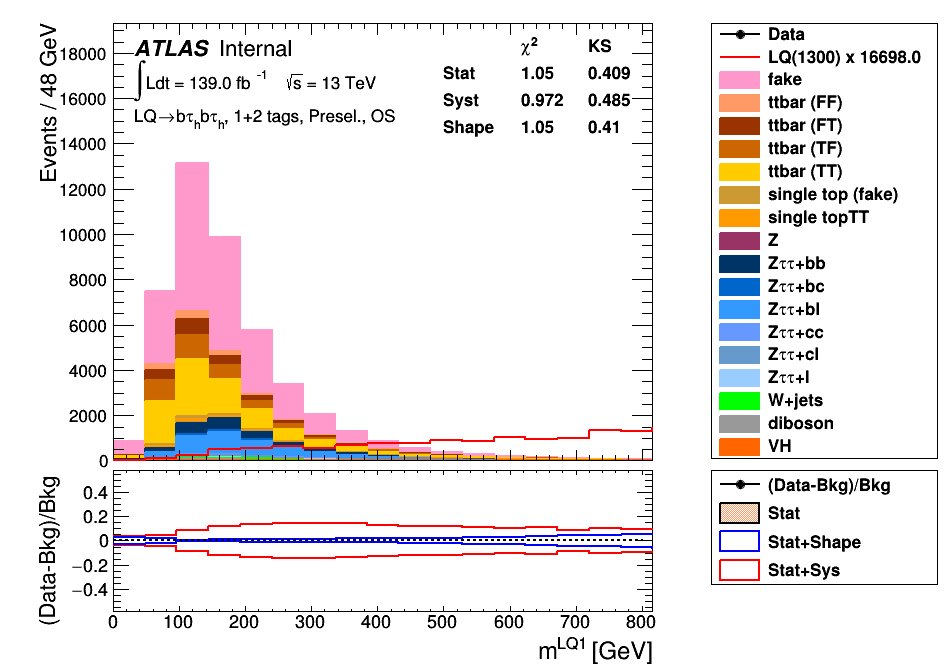 ATLAS Internal
∫Ldt = 139.0 fb⁻¹ √s = 13 TeV
LQ→bτhbτh, 1+2 tags, Presel., OS
χ² KS
Stat 1.05 0.409
Syst 0.972 0.485
Shape 1.05 0.41
Events / 48 GeV
18000
16000
14000
12000
10000
8000
6000
4000
2000
0
(Data-Bkg)/Bkg
0.4
0.2
0
−0.2
−0.4
0 100 200 300 400 500 600 700 800
m^LQ1 [GeV]
Data
LQ(1300) x 16698.0
fake
ttbar (FF)
ttbar (FT)
ttbar (TF)
ttbar (TT)
single top (fake)
single topTT
Z
Zττ+bb
Zττ+bc
Zττ+bl
Zττ+cc
Zττ+cl
Zττ+l
W+jets
diboson
VH
(Data-Bkg)/Bkg
Stat
Stat+Shape
Stat+Sys